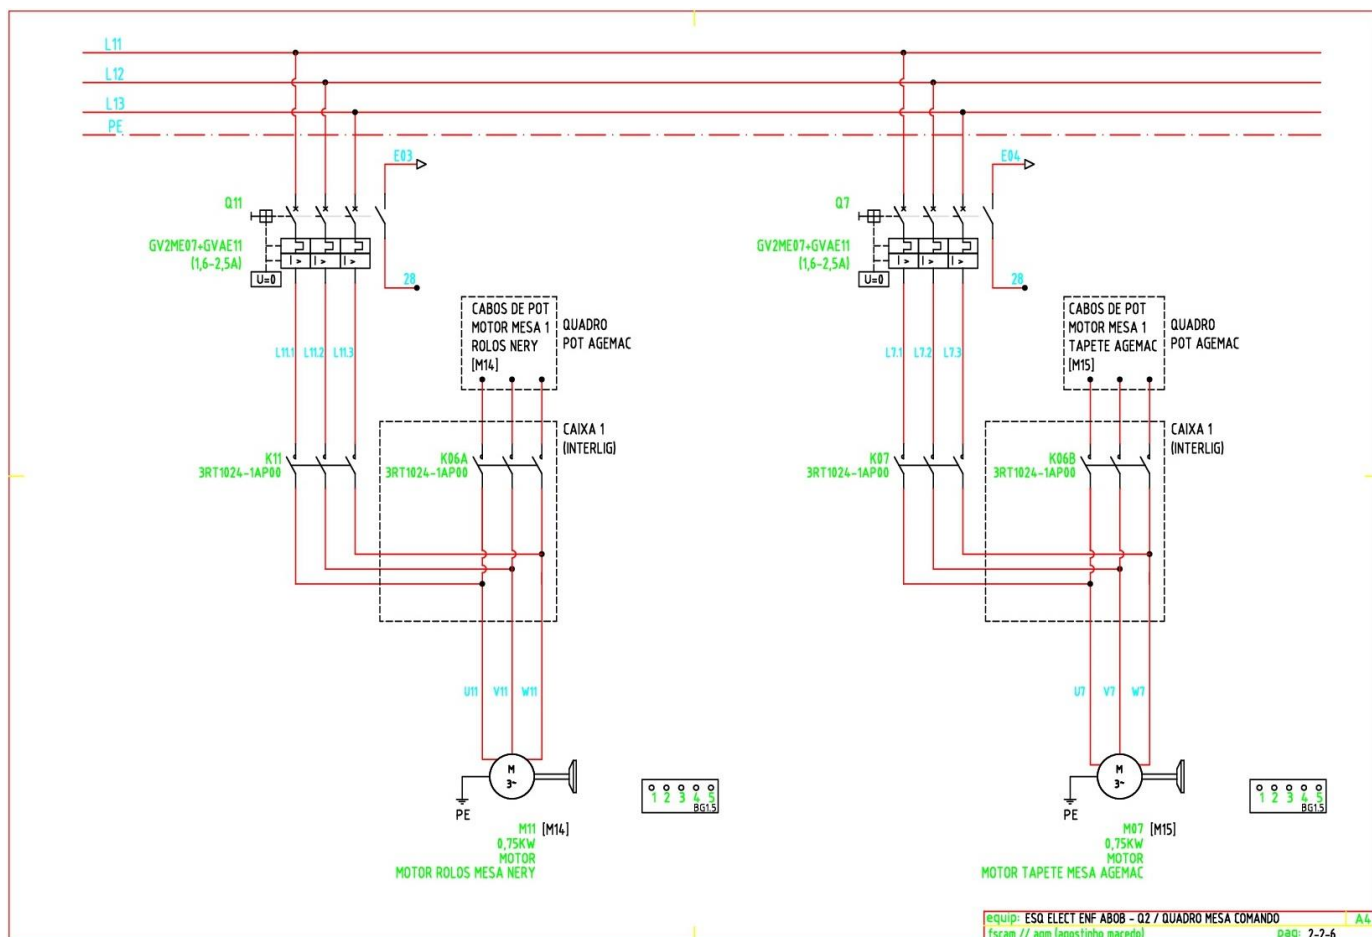 L11
L12
L13
PE
E03
Q11
GV2ME07+GVAE11
(1,6-2,5A)
I >
I >
I >
U=0
28
CABOS DE POT
MOTOR MESA 1
ROLOS NERY
[M14]
QUADRO
POT AGEMAC
L11.1
L11.2
L11.3
CAIXA 1
(INTERLIG)
K11
3RT1024-1AP00
K06A
3RT1024-1AP00
U11
V11
W11
M
3~
PE
1 2 3 4 5
BG1.5
M11 [M14]
0,75KW
MOTOR
MOTOR ROLOS MESA NERY
E04
Q7
GV2ME07+GVAE11
(1,6-2,5A)
I >
I >
I >
U=0
28
CABOS DE POT
MOTOR MESA 1
TAPETE AGEMAC
[M15]
QUADRO
POT AGEMAC
L7.1
L7.2
L7.3
CAIXA 1
(INTERLIG)
K07
3RT1024-1AP00
K06B
3RT1024-1AP00
U7
V7
W7
M
3~
PE
1 2 3 4 5
BG1.5
M07 [M15]
0,75KW
MOTOR
MOTOR TAPETE MESA AGEMAC
equip: ESQ ELECT ENF ABOB - Q2 / QUADRO MESA COMANDO A4
fscam // agm (agostinho macedo) pag: 2-2-6